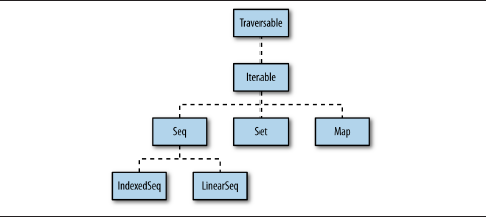 Traversable
Iterable
Seq Set Map
IndexedSeq LinearSeq